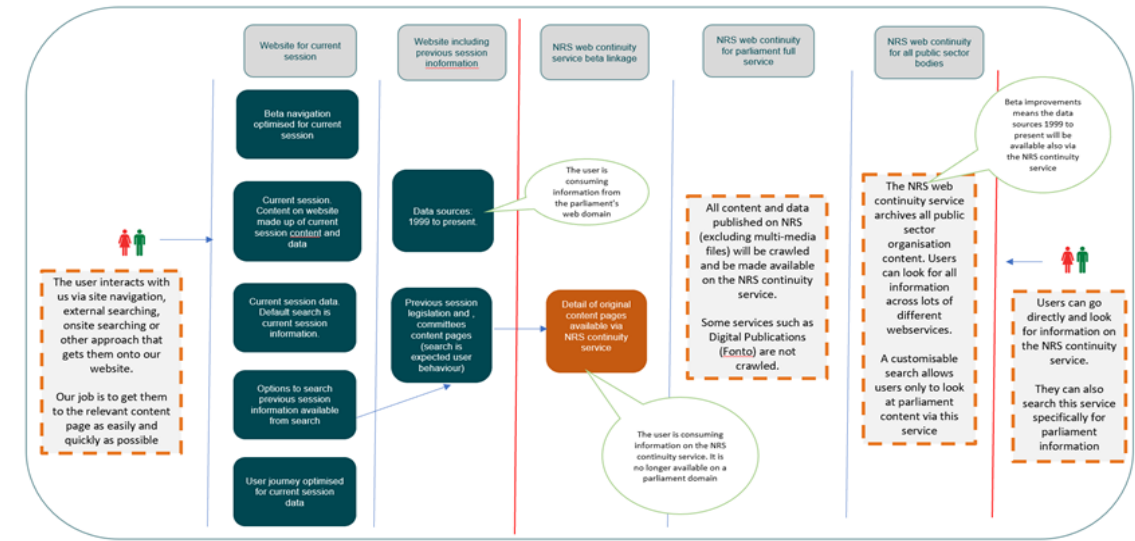 Website for current
session
Website including
previous session
inoformation
NRS web continuity
service beta linkage
NRS web continuity
for parliament full
service
NRS web continuity
for all public sector
bodies
The user interacts with
us via site navigation,
external searching,
onsite searching or
other approach that
gets them onto our
website.
Our job is to get them
to the relevant content
page as easily and
quickly as possible
Beta navigation
optimised for current
session
Current session.
Content on website
made up of current
session content and
data
Current session data.
Default search is
current session
information.
Options to search
previous session
information available
from search
User journey optimised
for current session
data
Data sources:
1999 to present.
Previous session
legislation and ,
committees
content pages
(search is
expected user
behaviour)
The user is
consuming
information from
the parliament's
web domain
Detail of original
content pages
available via
NRS continuity
service
The user is consuming
information on the NRS
continuity service. It is
no longer available on a
parliament domain
All content and data
published on NRS
(excluding multi-media
files) will be crawled
and be made available
on the NRS continuity
service.
Some services such as
Digital Publications
(Fonto) are not
crawled.
The NRS web
continuity service
archives all public
sector
organisation
content. Users
can look for all
information
across lots of
different
webservices.
A customisable
search allows
users only to look
at parliament
content via this
service
Beta improvements
means the data
sources 1999 to
present will be
available also via
the NRS continuity
service
Users can go
directly and look
for information on
the NRS continuity
service.
They can also
search this service
specifically for
parliament
information